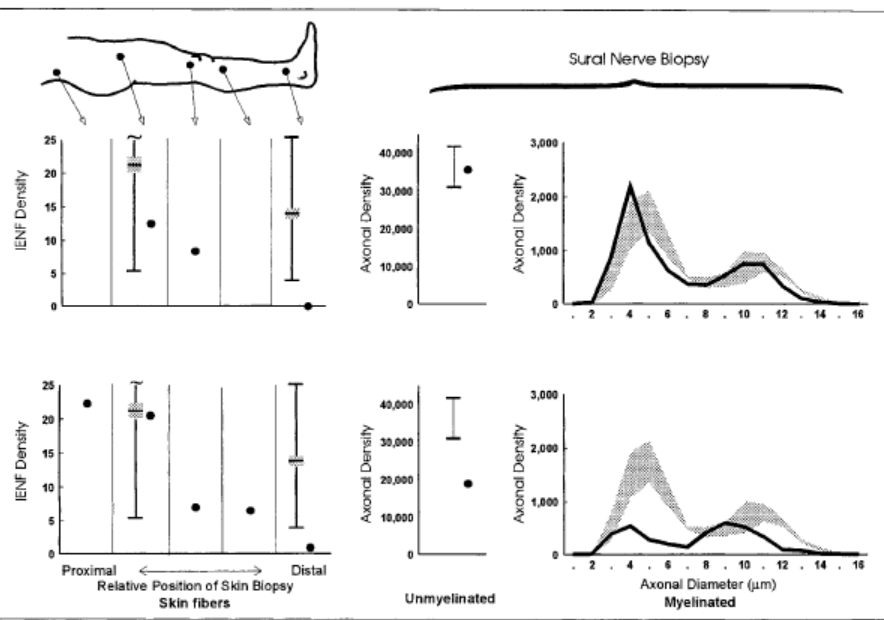 Sural Nerve Biopsy
IENF Density
25
20
15
10
5
0
Axonal Density
40,000
30,000
20,000
10,000
0
Axonal Density
3,000
2,000
1,000
0
. 2 . 4 . 6 . 8 . 10 . 12 . 14 . 16
IENF Density
25
20
15
10
5
0
Proximal Distal
Relative Position of Skin Biopsy
Skin fibers
Axonal Density
40,000
30,000
20,000
10,000
0
Unmyelinated
Axonal Density
3,000
2,000
1,000
0
. 2 . 4 . 6 . 8 . 10 . 12 . 14 . 16
Axonal Diameter (μm)
Myelinated